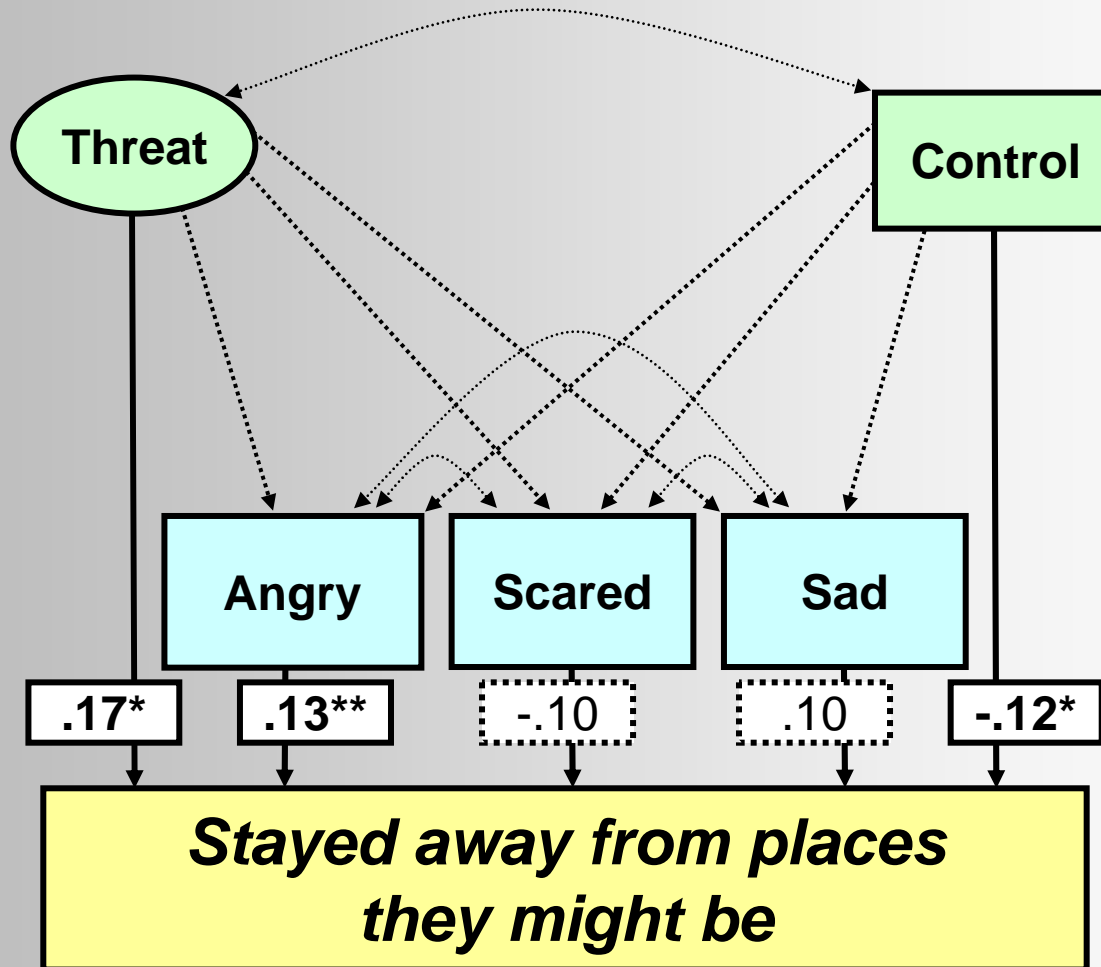 Threat
Control
Angry
Scared
Sad
.17*
.13**
-.10
.10
-.12*
Stayed away from places
they might be